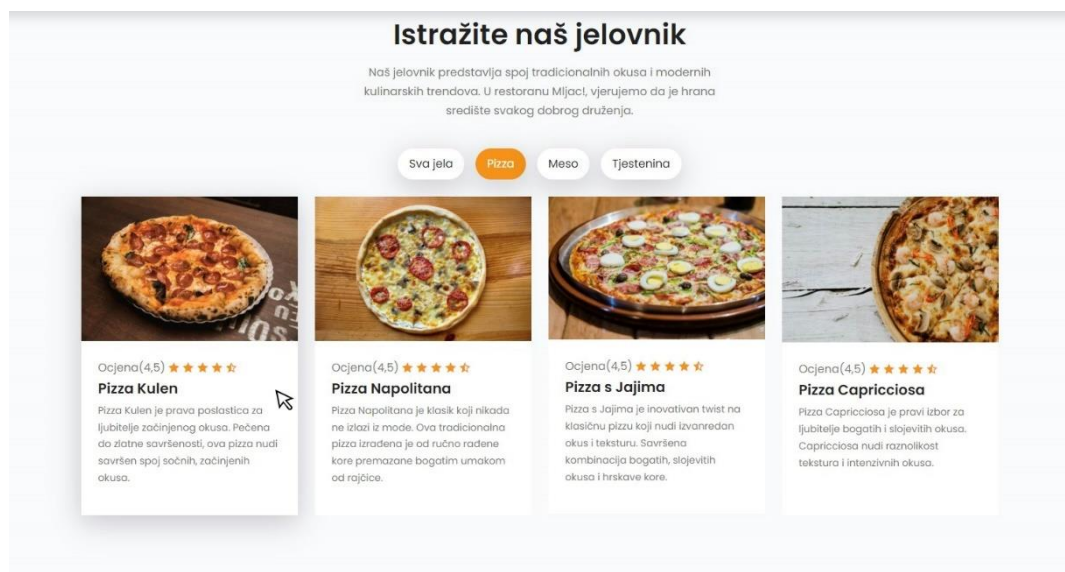 Istražite naš jelovnik
Naš jelovnik predstavlja spoj tradicionalnih okusa i modernih
kulinarskih trendova. U restoranu Mljac!, vjerujemo da je hrana
središte svakog dobrog druženja.
Sva jela
Pizza
Meso
Tjestenina
Ocjena(4,5)
Pizza Kulen
Pizza Kulen je prava poslastica za
ljubitelje začinjenog okusa. Pečena
do zlatne savršenosti, ova pizza nudi
savršen spoj sočnih, začinjenih
okusa.
Ocjena(4,5)
Pizza Napolitana
Pizza Napolitana je klasik koji nikada
ne izlazi iz mode. Ova tradicionalna
pizza izrađena je od ručno rađene
kore premazane bogatim umakom
od rajčice.
Ocjena(4,5)
Pizza s Jajima
Pizza s Jajima je inovativan twist na
klasičnu pizzu koji nudi izvanredan
okus i teksturu. Savršena
kombinacija bogatih, slojevitih
okusa i hrskave kore.
Ocjena(4,5)
Pizza Capricciosa
Pizza Capricciosa je pravi izbor za
ljubitelje bogatih i slojevitih okusa.
Capricciosa nudi raznolikost
tekstura i intenzivnih okusa.